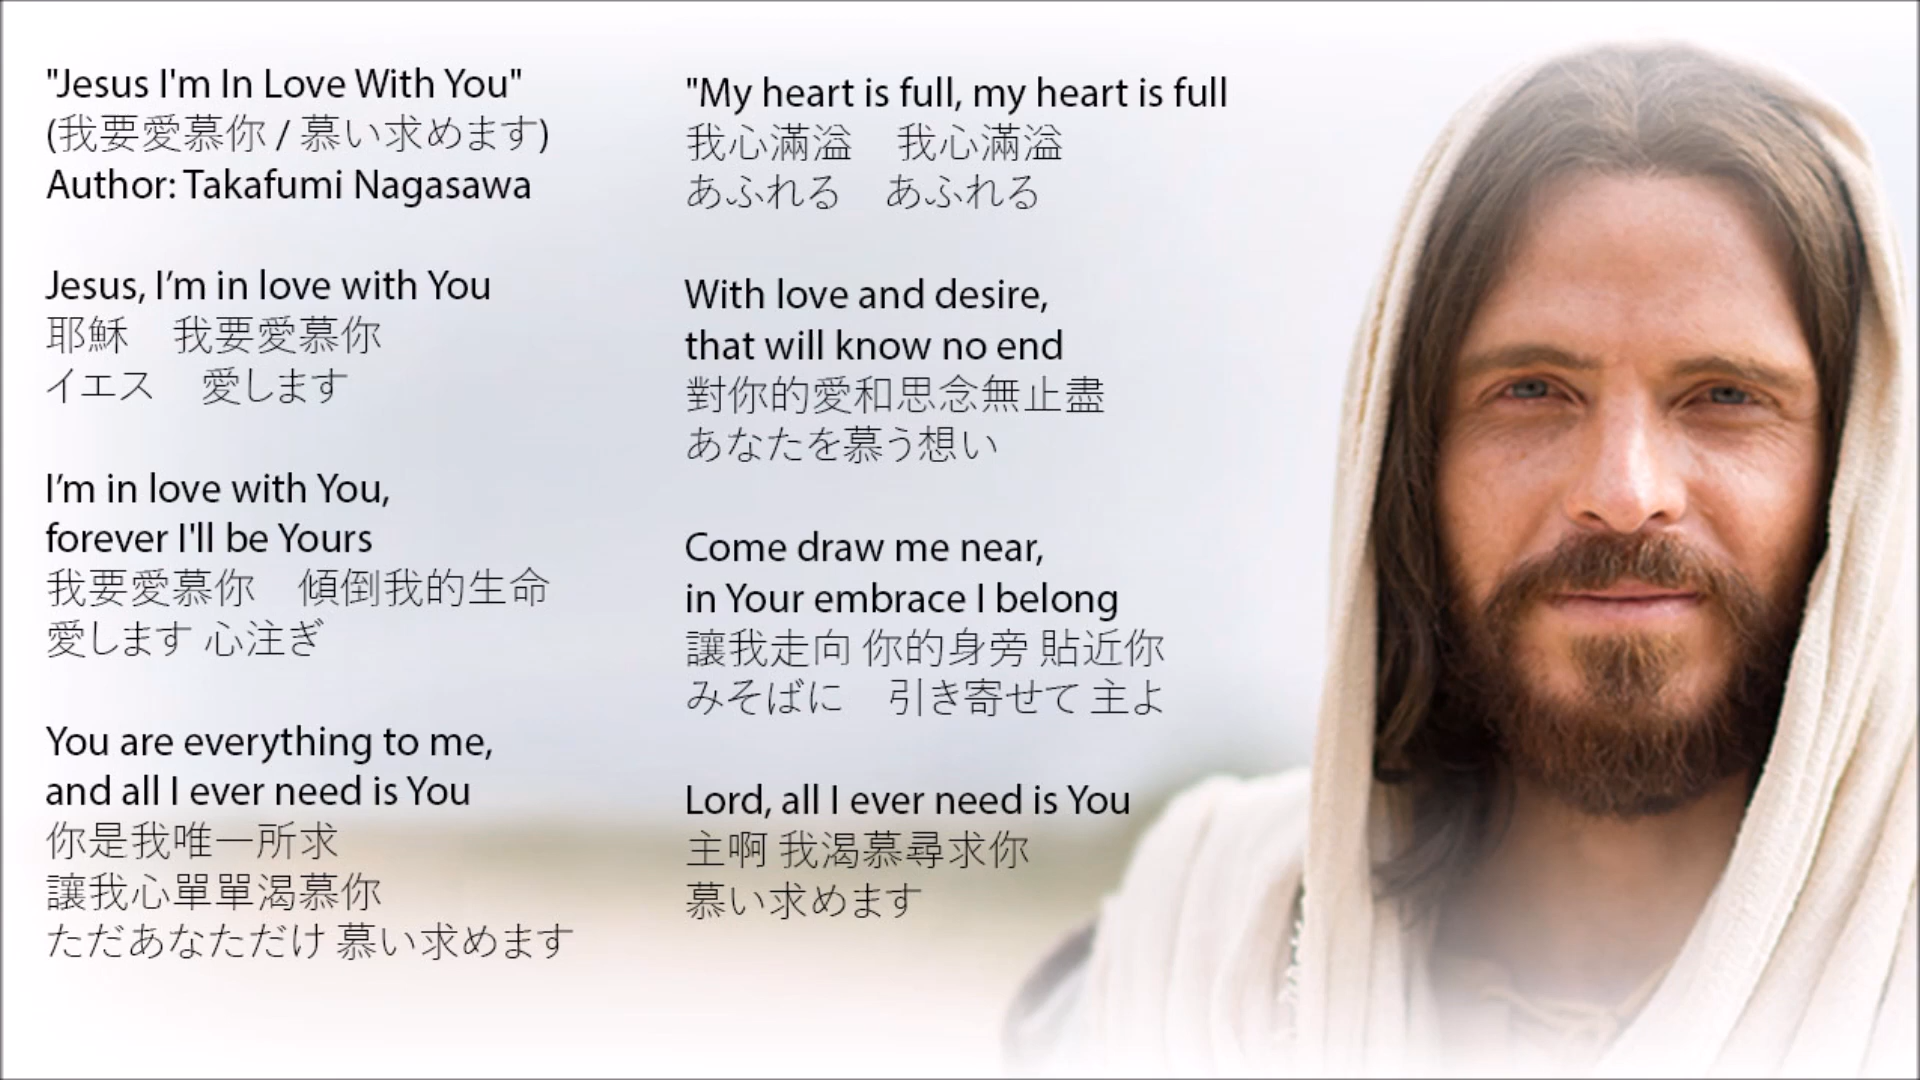 "Jesus I'm In Love With You"
(我要愛慕你 / 慕い求めます)
Author: Takafumi Nagasawa
Jesus, I’m in love with You
耶穌　我要愛慕你
イエス　愛します
I’m in love with You,
forever I'll be Yours
我要愛慕你　傾倒我的生命
愛します 心注ぎ
You are everything to me,
and all I ever need is You
你是我唯一所求
讓我心單單渴慕你
ただあなただけ 慕い求めます
"My heart is full, my heart is full
我心滿溢　我心滿溢
あふれる　あふれる
With love and desire,
that will know no end
對你的愛和思念無止盡
あなたを慕う想い
Come draw me near,
in Your embrace I belong
讓我走向 你的身旁 貼近你
みそばに　引き寄せて 主よ
Lord, all I ever need is You
主啊 我渴慕尋求你
慕い求めます